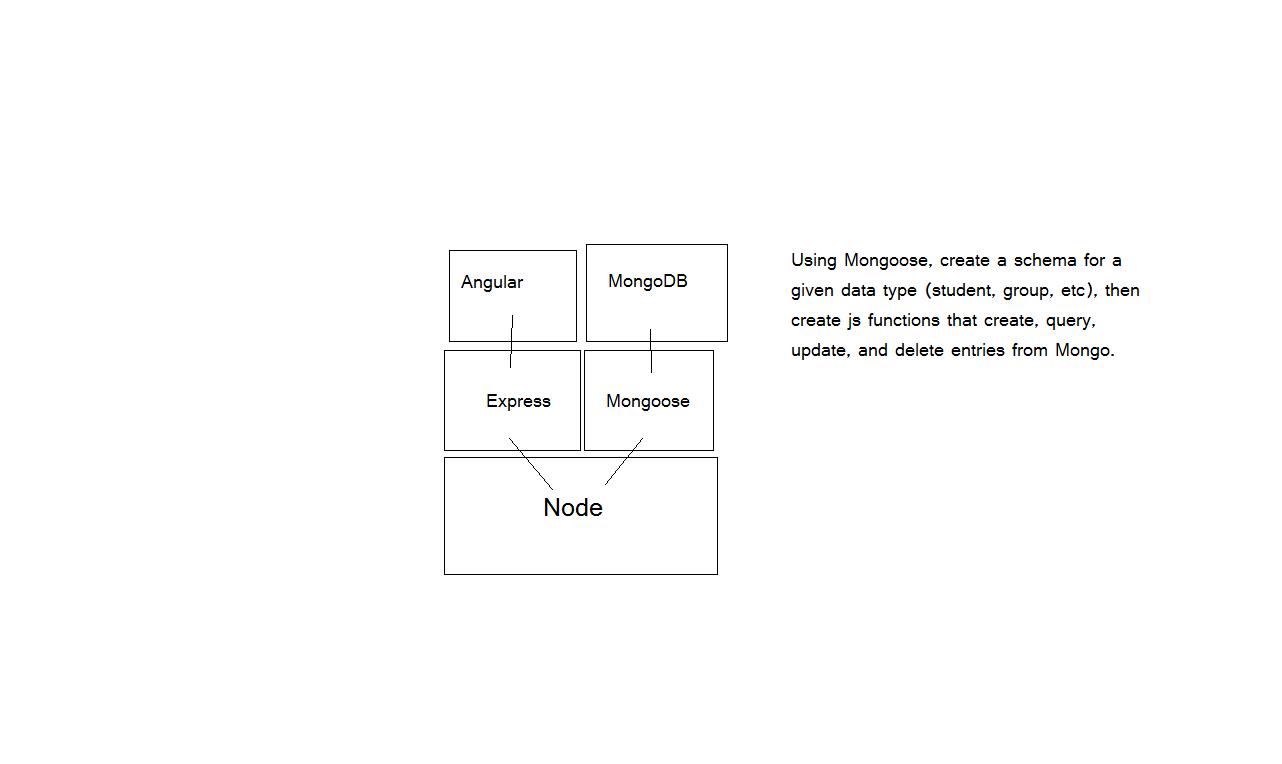 Angular
MongoDB
Express
Mongoose
Node
Using Mongoose, create a schema for a
given data type (student, group, etc), then
create js functions that create, query,
update, and delete entries from Mongo.